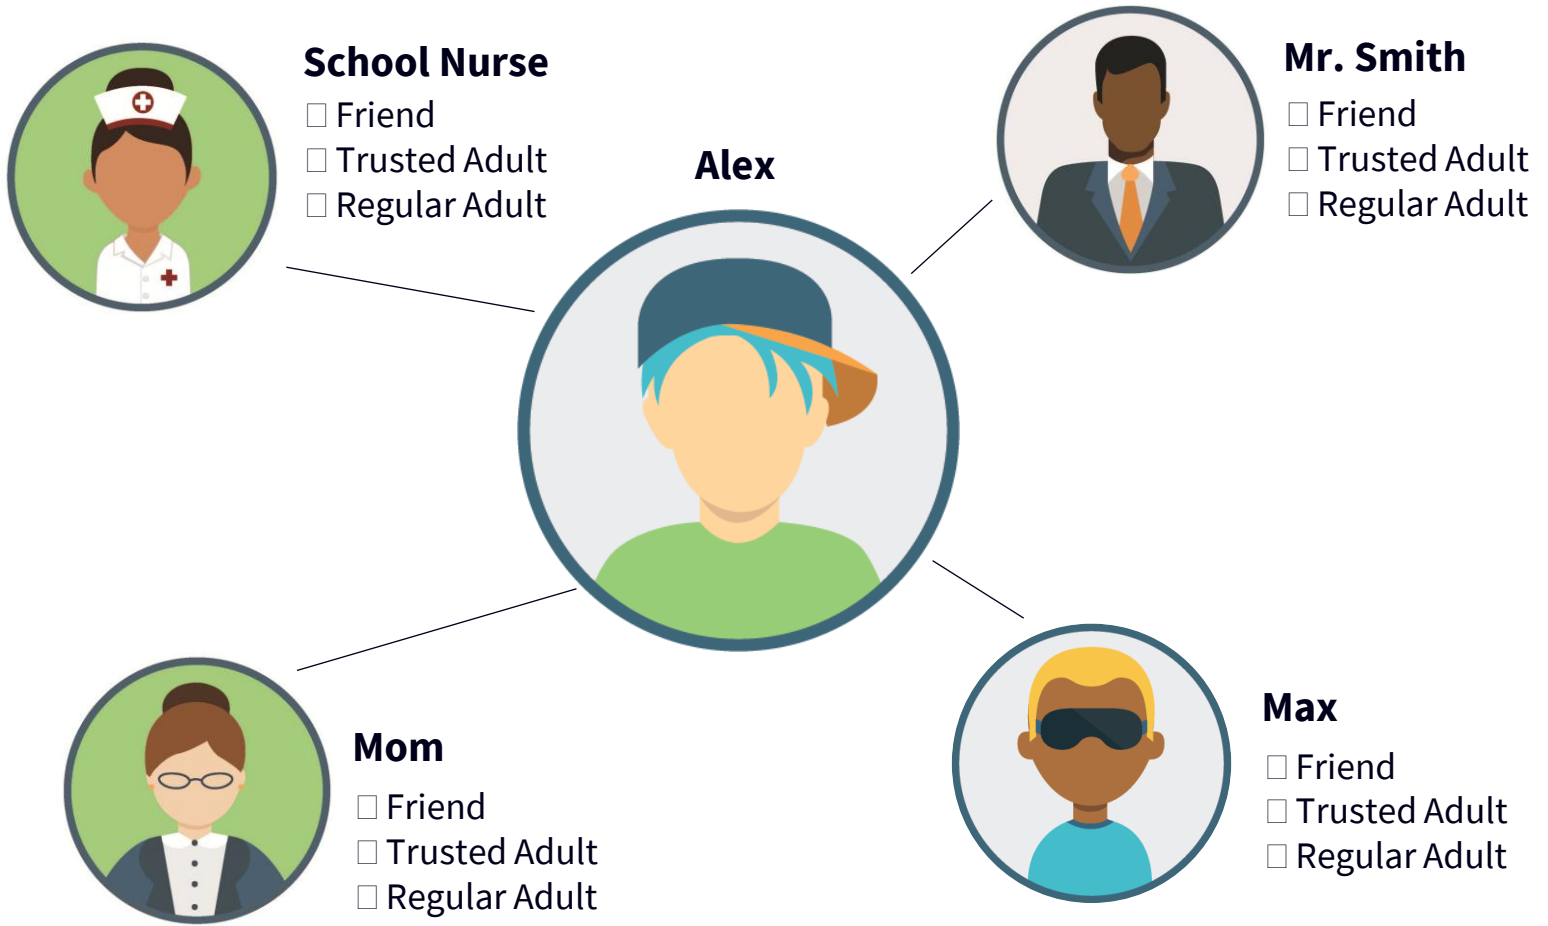 School Nurse
☐ Friend
☐ Trusted Adult
☐ Regular Adult
Mr. Smith
☐ Friend
☐ Trusted Adult
☐ Regular Adult
Alex
Mom
☐ Friend
☐ Trusted Adult
☐ Regular Adult
Max
☐ Friend
☐ Trusted Adult
☐ Regular Adult